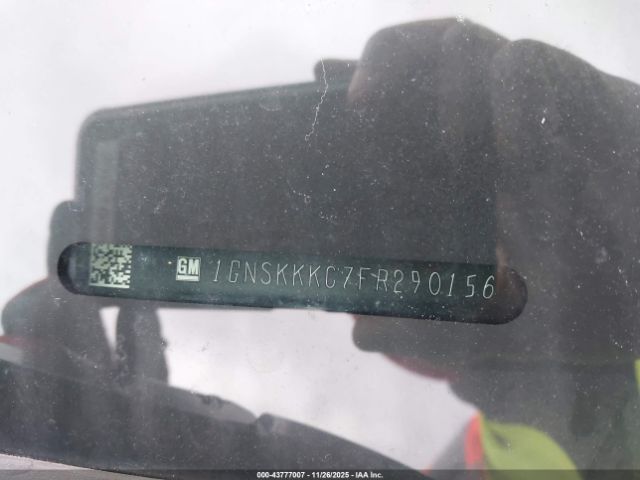 GM 1GNSKKKC7FR290156
000-43777007 - 11/26/2025 - IAA Inc.